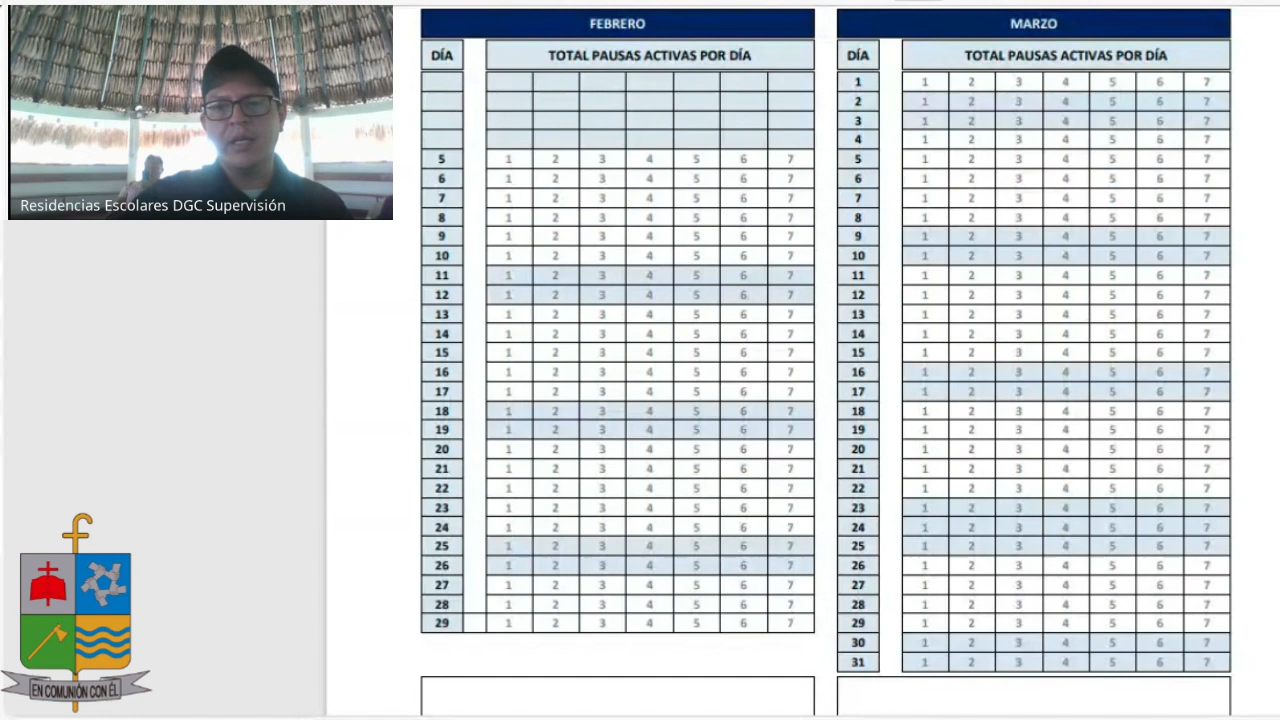 Residencias Escolares DGC Supervisión
EN COMUNIÓN CON ÉL
FEBRERO
DÍA TOTAL PAUSAS ACTIVAS POR DÍA
5 1 2 3 4 5 6 7
6 1 2 3 4 5 6 7
7 1 2 3 4 5 6 7
8 1 2 3 4 5 6 7
9 1 2 3 4 5 6 7
10 1 2 3 4 5 6 7
11 1 2 3 4 5 6 7
12 1 2 3 4 5 6 7
13 1 2 3 4 5 6 7
14 1 2 3 4 5 6 7
15 1 2 3 4 5 6 7
16 1 2 3 4 5 6 7
17 1 2 3 4 5 6 7
18 1 2 3 4 5 6 7
19 1 2 3 4 5 6 7
20 1 2 3 4 5 6 7
21 1 2 3 4 5 6 7
22 1 2 3 4 5 6 7
23 1 2 3 4 5 6 7
24 1 2 3 4 5 6 7
25 1 2 3 4 5 6 7
26 1 2 3 4 5 6 7
27 1 2 3 4 5 6 7
28 1 2 3 4 5 6 7
29 1 2 3 4 5 6 7
MARZO
DÍA TOTAL PAUSAS ACTIVAS POR DÍA
1 1 2 3 4 5 6 7
2 1 2 3 4 5 6 7
3 1 2 3 4 5 6 7
4 1 2 3 4 5 6 7
5 1 2 3 4 5 6 7
6 1 2 3 4 5 6 7
7 1 2 3 4 5 6 7
8 1 2 3 4 5 6 7
9 1 2 3 4 5 6 7
10 1 2 3 4 5 6 7
11 1 2 3 4 5 6 7
12 1 2 3 4 5 6 7
13 1 2 3 4 5 6 7
14 1 2 3 4 5 6 7
15 1 2 3 4 5 6 7
16 1 2 3 4 5 6 7
17 1 2 3 4 5 6 7
18 1 2 3 4 5 6 7
19 1 2 3 4 5 6 7
20 1 2 3 4 5 6 7
21 1 2 3 4 5 6 7
22 1 2 3 4 5 6 7
23 1 2 3 4 5 6 7
24 1 2 3 4 5 6 7
25 1 2 3 4 5 6 7
26 1 2 3 4 5 6 7
27 1 2 3 4 5 6 7
28 1 2 3 4 5 6 7
29 1 2 3 4 5 6 7
30 1 2 3 4 5 6 7
31 1 2 3 4 5 6 7